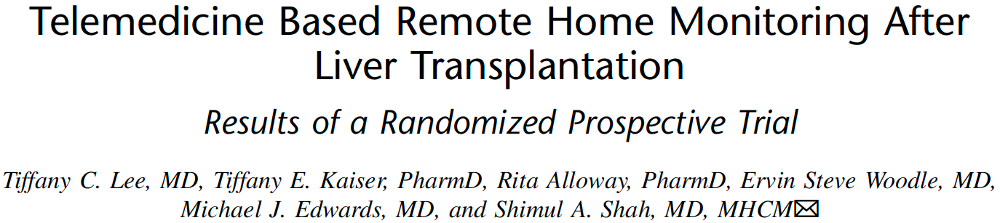 Telemedicine Based Remote Home Monitoring After
Liver Transplantation
Results of a Randomized Prospective Trial
Tiffany C. Lee, MD, Tiffany E. Kaiser, PharmD, Rita Alloway, PharmD, Ervin Steve Woodle, MD,
Michael J. Edwards, MD, and Shimul A. Shah, MD, MHCM✉